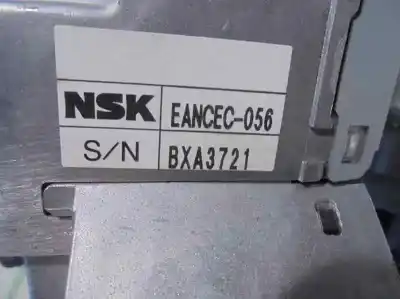 NSK EANCEC-056
S/N BXA3721